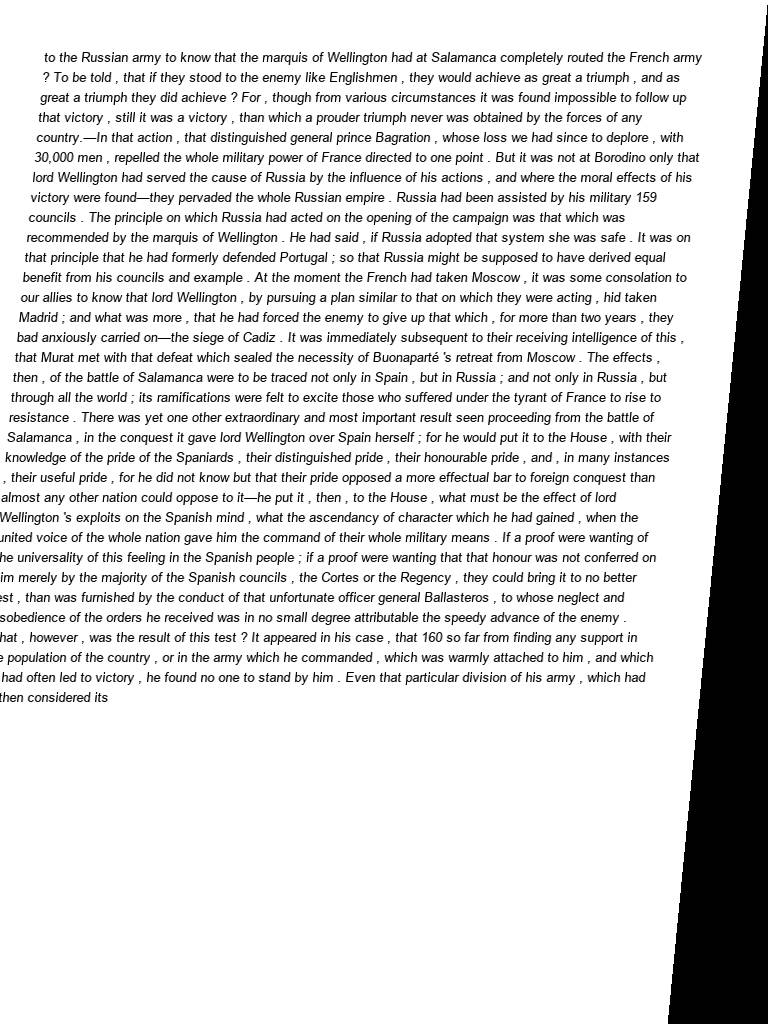 to the Russian army to know that the marquis of Wellington had at Salamanca completely routed the French army
? To be told , that if they stood to the enemy like Englishmen , they would achieve as great a triumph , and as
great a triumph they did achieve ? For , though from various circumstances it was found impossible to follow up
that victory , still it was a victory , than which a prouder triumph never was obtained by the forces of any
country.—In that action , that distinguished general prince Bagration , whose loss we had since to deplore , with
30,000 men , repelled the whole military power of France directed to one point . But it was not at Borodino only that
lord Wellington had served the cause of Russia by the influence of his actions , and where the moral effects of his
victory were found—they pervaded the whole Russian empire . Russia had been assisted by his military 159
councils . The principle on which Russia had acted on the opening of the campaign was that which was
recommended by the marquis of Wellington . He had said , if Russia adopted that system she was safe . It was on
that principle that he had formerly defended Portugal ; so that Russia might be supposed to have derived equal
benefit from his councils and example . At the moment the French had taken Moscow , it was some consolation to
our allies to know that lord Wellington , by pursuing a plan similar to that on which they were acting , hid taken
Madrid ; and what was more , that he had forced the enemy to give up that which , for more than two years , they
bad anxiously carried on—the siege of Cadiz . It was immediately subsequent to their receiving intelligence of this ,
that Murat met with that defeat which sealed the necessity of Buonaparté 's retreat from Moscow . The effects ,
then , of the battle of Salamanca were to be traced not only in Spain , but in Russia ; and not only in Russia , but
through all the world ; its ramifications were felt to excite those who suffered under the tyrant of France to rise to
resistance . There was yet one other extraordinary and most important result seen proceeding from the battle of
Salamanca , in the conquest it gave lord Wellington over Spain herself ; for he would put it to the House , with their
knowledge of the pride of the Spaniards , their distinguished pride , their honourable pride , and , in many instances
, their useful pride , for he did not know but that their pride opposed a more effectual bar to foreign conquest than
almost any other nation could oppose to it—he put it , then , to the House , what must be the effect of lord
Wellington 's exploits on the Spanish mind , what the ascendancy of character which he had gained , when the
united voice of the whole nation gave him the command of their whole military means . If a proof were wanting of
he universality of this feeling in the Spanish people ; if a proof were wanting that that honour was not conferred on
im merely by the majority of the Spanish councils , the Cortes or the Regency , they could bring it to no better
est , than was furnished by the conduct of that unfortunate officer general Ballasteros , to whose neglect and
sobedience of the orders he received was in no small degree attributable the speedy advance of the enemy .
hat , however , was the result of this test ? It appeared in his case , that 160 so far from finding any support in
e population of the country , or in the army which he commanded , which was warmly attached to him , and which
had often led to victory , he found no one to stand by him . Even that particular division of his army , which had
then considered its